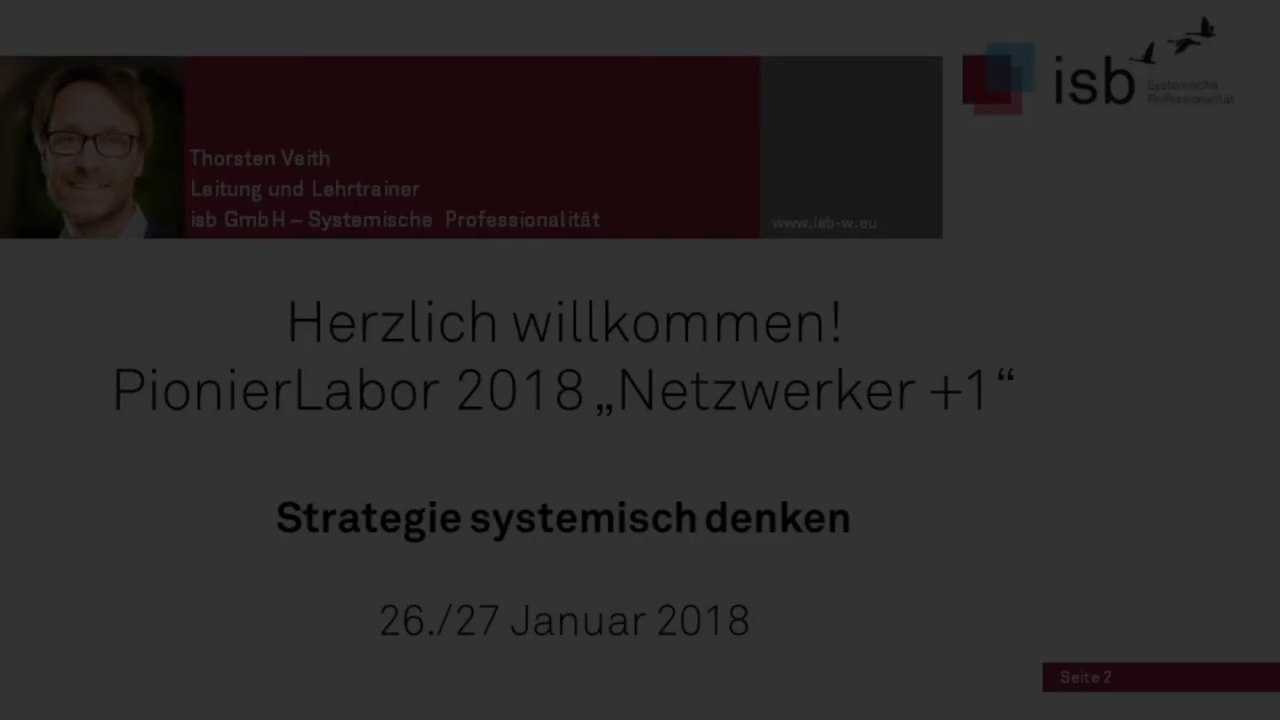 isb
Systemische
Professionalität
Thorsten Veith
Leitung und Lehrtrainer
isb GmbH – Systemische Professionalität
www.isb-w.eu
Herzlich willkommen!
PionierLabor 2018 „Netzwerker +1“
Strategie systemisch denken
26./27 Januar 2018
Seite 2